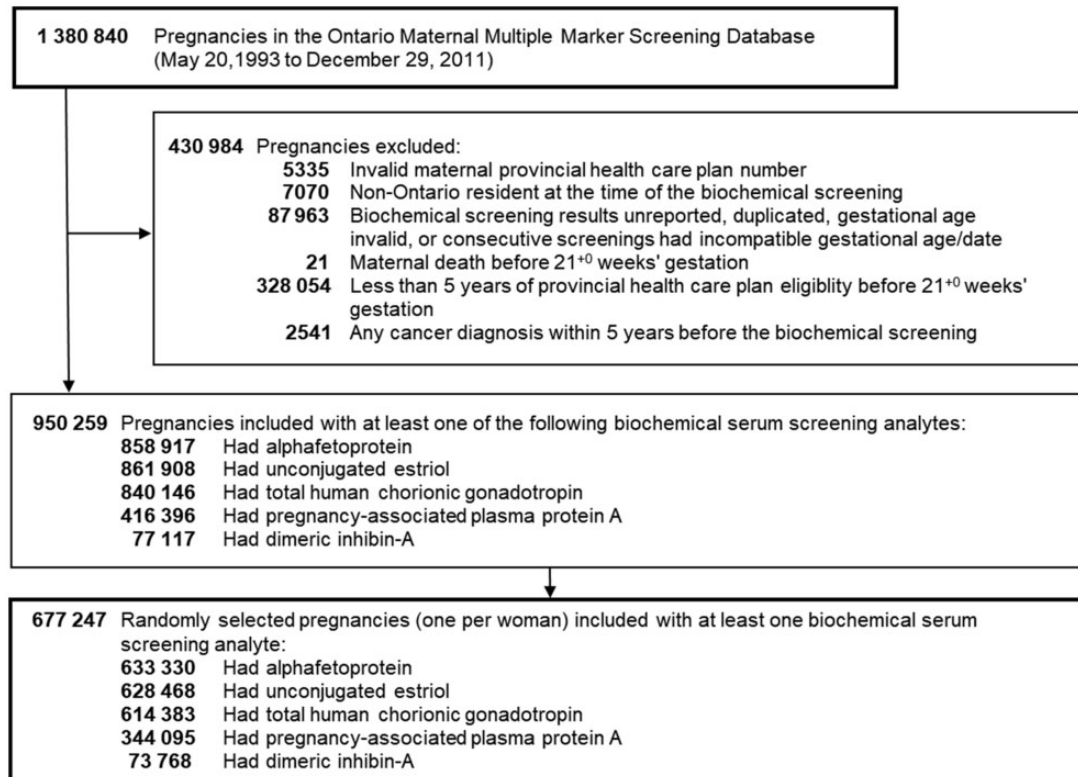 1 380 840 Pregnancies in the Ontario Maternal Multiple Marker Screening Database
(May 20,1993 to December 29, 2011)
430 984 Pregnancies excluded:
5335 Invalid maternal provincial health care plan number
7070 Non-Ontario resident at the time of the biochemical screening
87 963 Biochemical screening results unreported, duplicated, gestational age
invalid, or consecutive screenings had incompatible gestational age/date
21 Maternal death before 21⁺⁰ weeks' gestation
328 054 Less than 5 years of provincial health care plan eligiblity before 21⁺⁰ weeks'
gestation
2541 Any cancer diagnosis within 5 years before the biochemical screening
950 259 Pregnancies included with at least one of the following biochemical serum screening analytes:
858 917 Had alphafetoprotein
861 908 Had unconjugated estriol
840 146 Had total human chorionic gonadotropin
416 396 Had pregnancy-associated plasma protein A
77 117 Had dimeric inhibin-A
677 247 Randomly selected pregnancies (one per woman) included with at least one biochemical serum
screening analyte:
633 330 Had alphafetoprotein
628 468 Had unconjugated estriol
614 383 Had total human chorionic gonadotropin
344 095 Had pregnancy-associated plasma protein A
73 768 Had dimeric inhibin-A